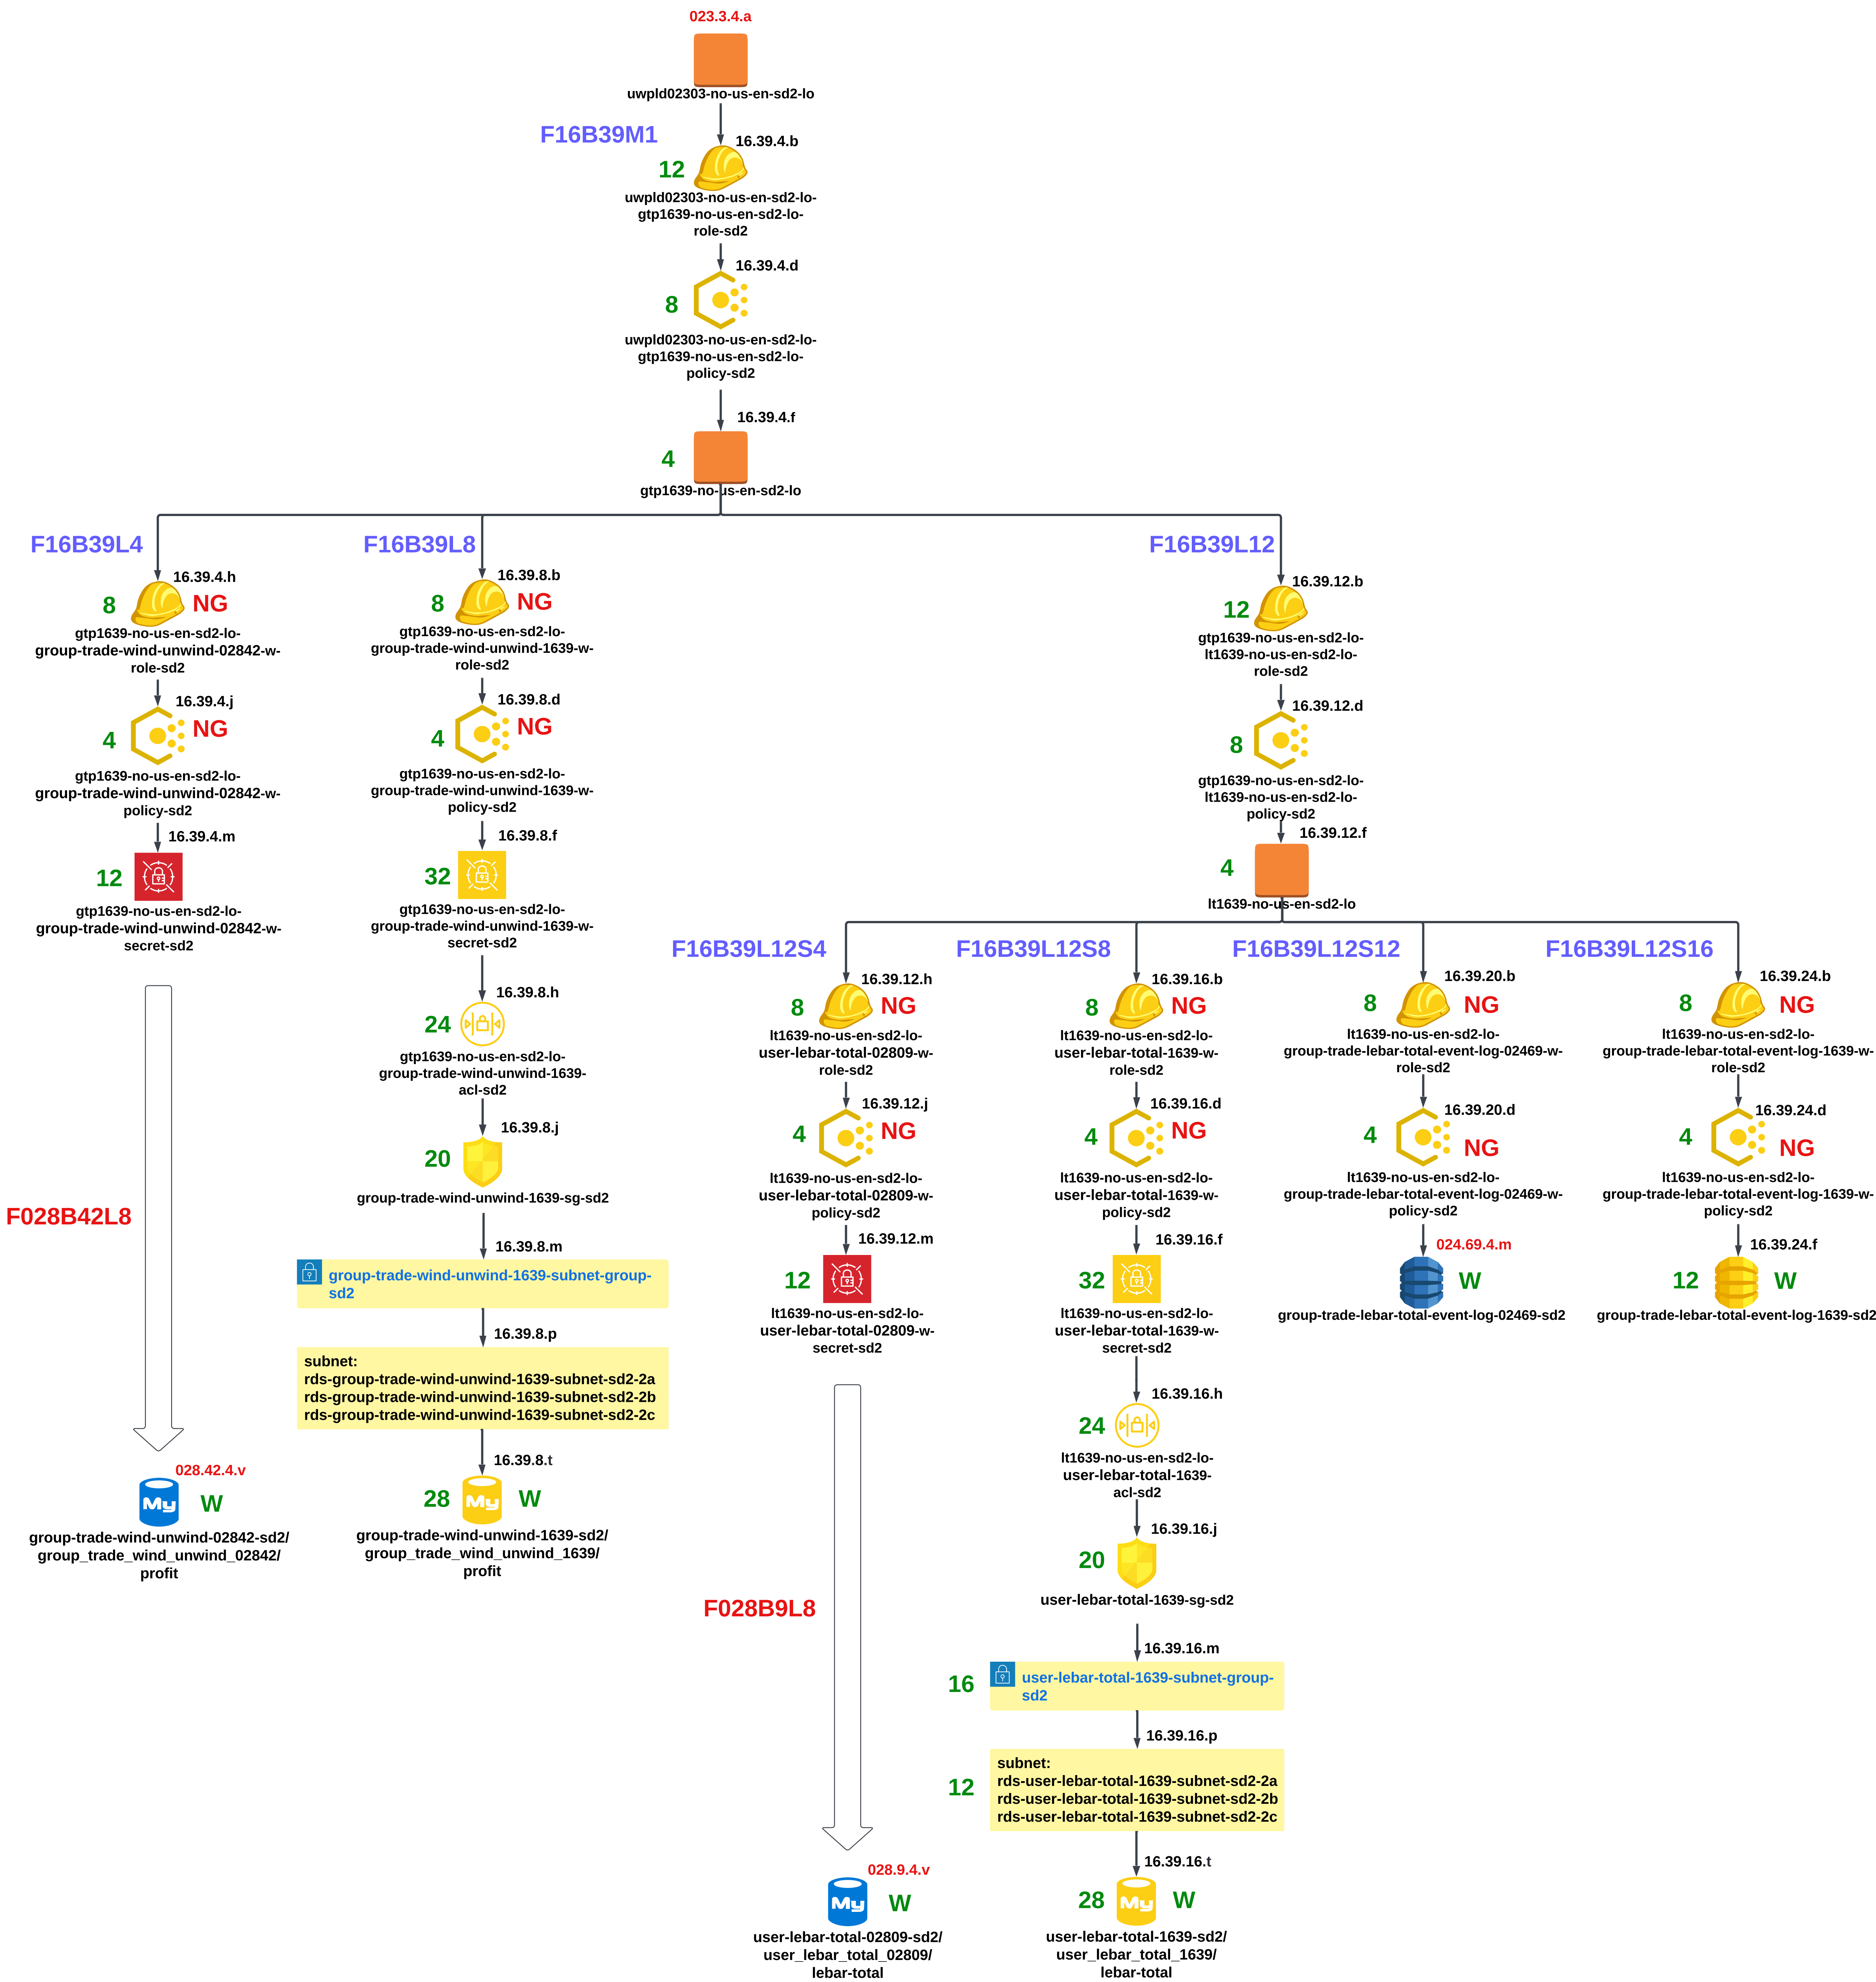 023.3.4.a
uwpld02303-no-us-en-sd2-lo
F16B39M1
16.39.4.b
12
uwpld02303-no-us-en-sd2-lo-
gtp1639-no-us-en-sd2-lo-
role-sd2
16.39.4.d
8
uwpld02303-no-us-en-sd2-lo-
gtp1639-no-us-en-sd2-lo-
policy-sd2
16.39.4.f
4
gtp1639-no-us-en-sd2-lo
F16B39L4
16.39.4.h
8
NG
gtp1639-no-us-en-sd2-lo-
group-trade-wind-unwind-02842-w-
role-sd2
16.39.4.j
4
NG
gtp1639-no-us-en-sd2-lo-
group-trade-wind-unwind-02842-w-
policy-sd2
16.39.4.m
12
gtp1639-no-us-en-sd2-lo-
group-trade-wind-unwind-02842-w-
secret-sd2
F028B42L8
028.42.4.v
My
W
group-trade-wind-unwind-02842-sd2/
group_trade_wind_unwind_02842/
profit
F16B39L8
16.39.8.b
8
NG
gtp1639-no-us-en-sd2-lo-
group-trade-wind-unwind-1639-w-
role-sd2
16.39.8.d
4
NG
gtp1639-no-us-en-sd2-lo-
group-trade-wind-unwind-1639-w-
policy-sd2
16.39.8.f
32
gtp1639-no-us-en-sd2-lo-
group-trade-wind-unwind-1639-w-
secret-sd2
16.39.8.h
24
gtp1639-no-us-en-sd2-lo-
group-trade-wind-unwind-1639-
acl-sd2
16.39.8.j
20
group-trade-wind-unwind-1639-sg-sd2
16.39.8.m
group-trade-wind-unwind-1639-subnet-group-
sd2
16.39.8.p
subnet:
rds-group-trade-wind-unwind-1639-subnet-sd2-2a
rds-group-trade-wind-unwind-1639-subnet-sd2-2b
rds-group-trade-wind-unwind-1639-subnet-sd2-2c
16.39.8.t
28
My
W
group-trade-wind-unwind-1639-sd2/
group_trade_wind_unwind_1639/
profit
F16B39L12
16.39.12.b
12
gtp1639-no-us-en-sd2-lo-
lt1639-no-us-en-sd2-lo-
role-sd2
16.39.12.d
8
gtp1639-no-us-en-sd2-lo-
lt1639-no-us-en-sd2-lo-
policy-sd2
16.39.12.f
4
lt1639-no-us-en-sd2-lo
F16B39L12S4
16.39.12.h
8
NG
lt1639-no-us-en-sd2-lo-
user-lebar-total-02809-w-
role-sd2
16.39.12.j
4
NG
lt1639-no-us-en-sd2-lo-
user-lebar-total-02809-w-
policy-sd2
16.39.12.m
12
lt1639-no-us-en-sd2-lo-
user-lebar-total-02809-w-
secret-sd2
F028B9L8
028.9.4.v
My
W
user-lebar-total-02809-sd2/
user_lebar_total_02809/
lebar-total
F16B39L12S8
16.39.16.b
8
NG
lt1639-no-us-en-sd2-lo-
user-lebar-total-1639-w-
role-sd2
16.39.16.d
4
NG
lt1639-no-us-en-sd2-lo-
user-lebar-total-1639-w-
policy-sd2
16.39.16.f
32
lt1639-no-us-en-sd2-lo-
user-lebar-total-1639-w-
secret-sd2
16.39.16.h
24
lt1639-no-us-en-sd2-lo-
user-lebar-total-1639-
acl-sd2
16.39.16.j
20
user-lebar-total-1639-sg-sd2
16.39.16.m
16
user-lebar-total-1639-subnet-group-
sd2
16.39.16.p
12
subnet:
rds-user-lebar-total-1639-subnet-sd2-2a
rds-user-lebar-total-1639-subnet-sd2-2b
rds-user-lebar-total-1639-subnet-sd2-2c
16.39.16.t
28
My
W
user-lebar-total-1639-sd2/
user_lebar_total_1639/
lebar-total
F16B39L12S12
16.39.20.b
8
NG
lt1639-no-us-en-sd2-lo-
group-trade-lebar-total-event-log-02469-w-
role-sd2
16.39.20.d
4
NG
lt1639-no-us-en-sd2-lo-
group-trade-lebar-total-event-log-02469-w-
policy-sd2
024.69.4.m
W
group-trade-lebar-total-event-log-02469-sd2
F16B39L12S16
16.39.24.b
8
NG
lt1639-no-us-en-sd2-lo-
group-trade-lebar-total-event-log-1639-w-
role-sd2
16.39.24.d
4
NG
lt1639-no-us-en-sd2-lo-
group-trade-lebar-total-event-log-1639-w-
policy-sd2
16.39.24.f
12
W
group-trade-lebar-total-event-log-1639-sd2